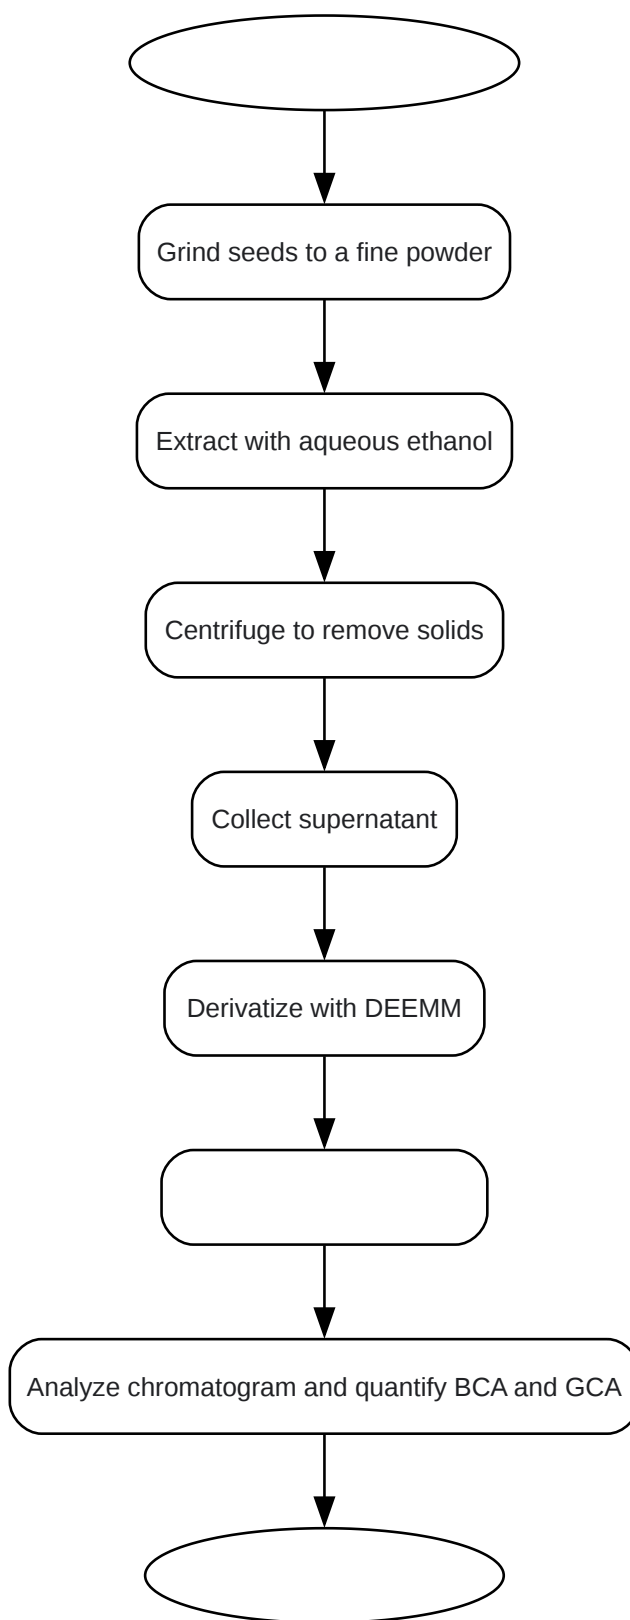 Grind seeds to a fine powder
Extract with aqueous ethanol
Centrifuge to remove solids
Collect supernatant
Derivatize with DEEMM
Analyze chromatogram and quantify BCA and GCA